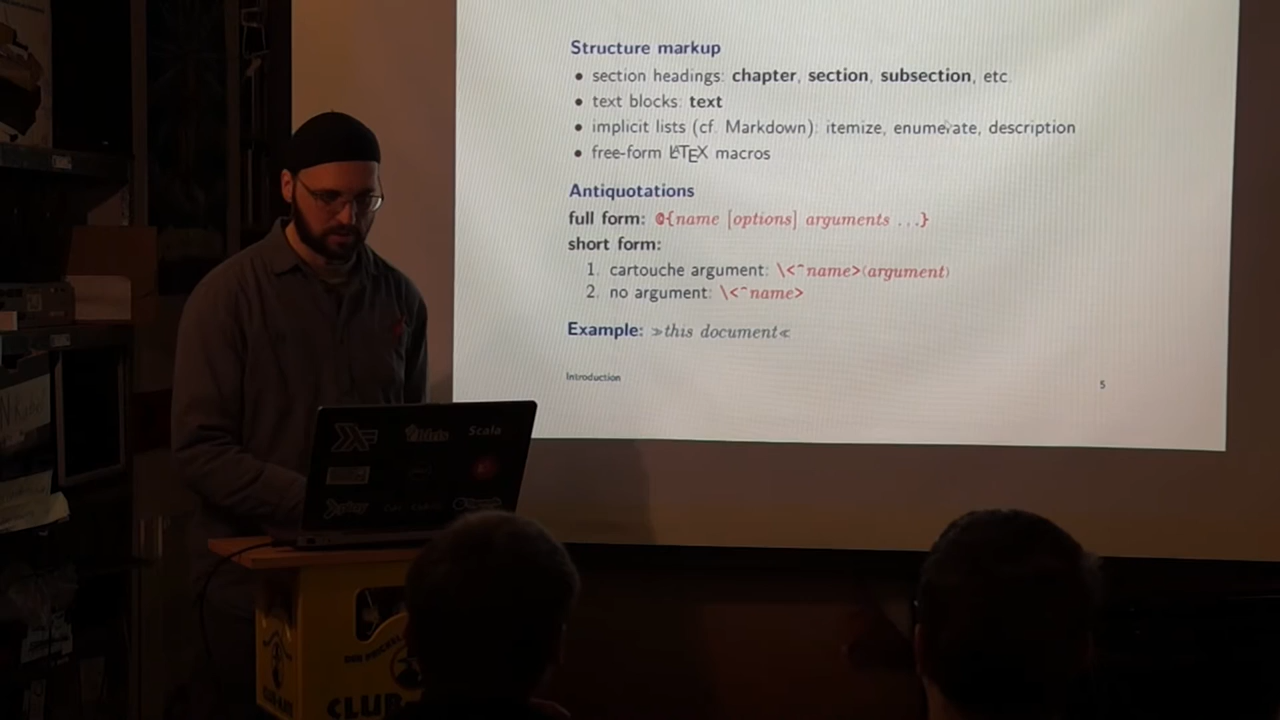 Structure markup
• section headings: chapter, section, subsection, etc.
• text blocks: text
• implicit lists (cf. Markdown): itemize, enumerate, description
• free-form LATEX macros
Antiquotations
full form: @{name [options] arguments ...}
short form:
1. cartouche argument: \<^name>‹argument›
2. no argument: \<^name>
Example: »this document«
Introduction
5
Scala
CLUB